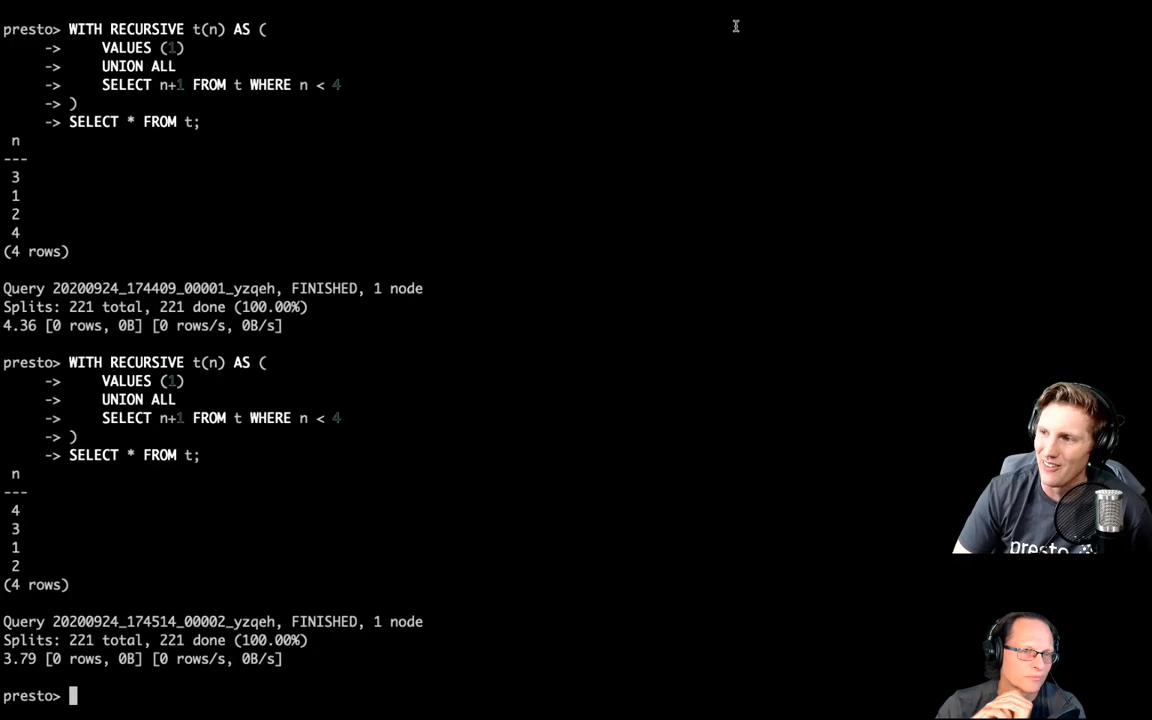 presto> WITH RECURSIVE t(n) AS (
     ->     VALUES (1)
     ->     UNION ALL
     ->     SELECT n+1 FROM t WHERE n < 4
     -> )
     -> SELECT * FROM t;
 n
---
 3
 1
 2
 4
(4 rows)

Query 20200924_174409_00001_yzqeh, FINISHED, 1 node
Splits: 221 total, 221 done (100.00%)
4.36 [0 rows, 0B] [0 rows/s, 0B/s]

presto> WITH RECURSIVE t(n) AS (
     ->     VALUES (1)
     ->     UNION ALL
     ->     SELECT n+1 FROM t WHERE n < 4
     -> )
     -> SELECT * FROM t;
 n
---
 4
 3
 1
 2
(4 rows)

Query 20200924_174514_00002_yzqeh, FINISHED, 1 node
Splits: 221 total, 221 done (100.00%)
3.79 [0 rows, 0B] [0 rows/s, 0B/s]

presto>
presto